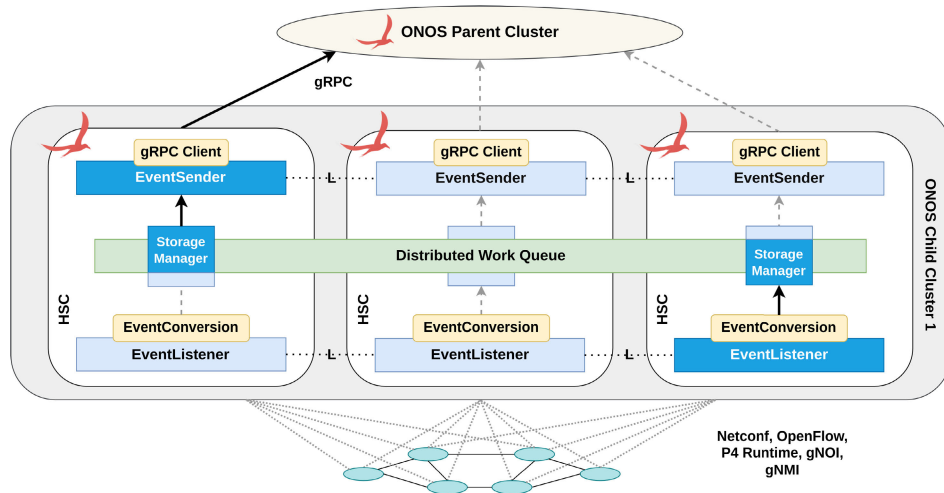 ONOS Parent Cluster
gRPC
gRPC Client
EventSender
L
gRPC Client
EventSender
L
gRPC Client
EventSender
Storage
Manager
Distributed Work Queue
Storage
Manager
HSC
EventConversion
EventListener
L
HSC
EventConversion
EventListener
L
HSC
EventConversion
EventListener
ONOS Child Cluster 1
Netconf, OpenFlow,
P4 Runtime, gNOI,
gNMI